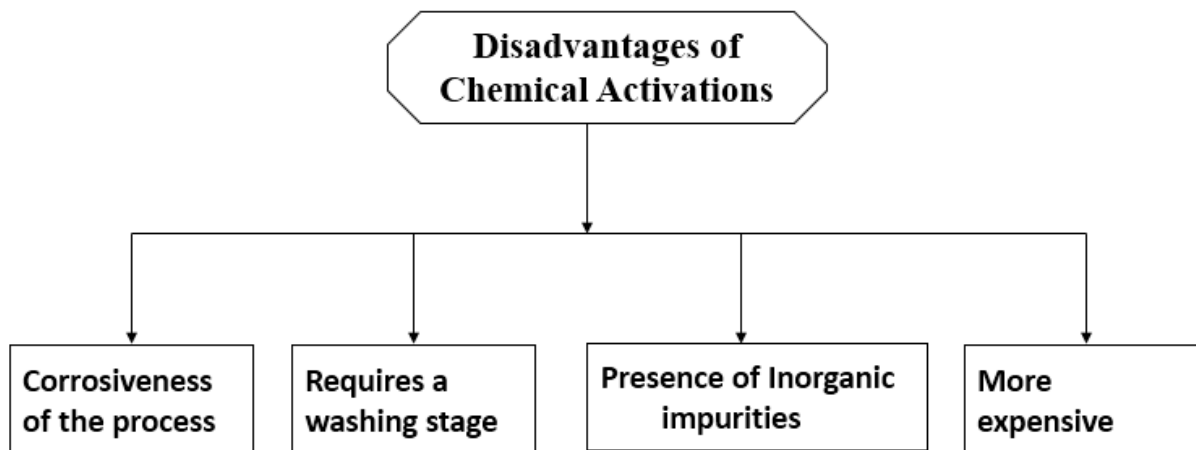 Disadvantages of
Chemical Activations
Corrosiveness
of the process
Requires a
washing stage
Presence of Inorganic
impurities
More
expensive